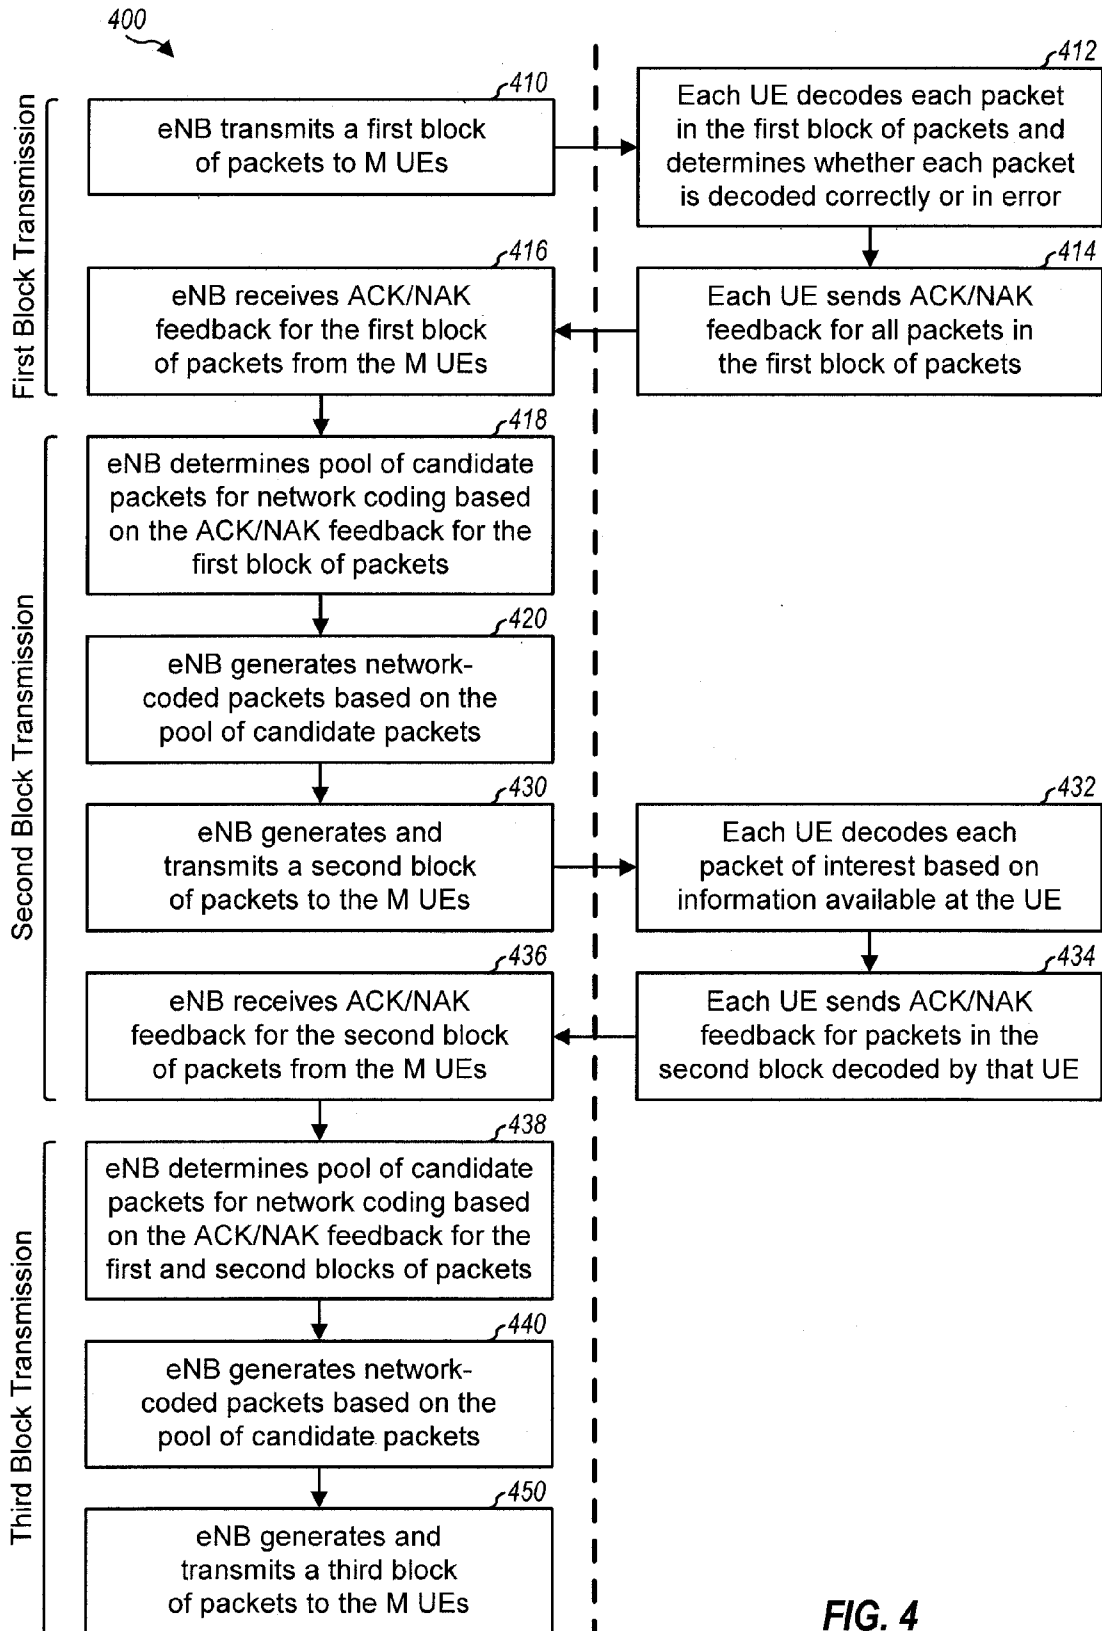 400
410
eNB transmits a first block
of packets to M UEs
412
Each UE decodes each packet
in the first block of packets and
determines whether each packet
is decoded correctly or in error
416
eNB receives ACK/NAK
feedback for the first block
of packets from the M UEs
414
Each UE sends ACK/NAK
feedback for all packets in
the first block of packets
First Block Transmission
418
eNB determines pool of candidate
packets for network coding based
on the ACK/NAK feedback for the
first block of packets
420
eNB generates network-
coded packets based on the
pool of candidate packets
430
eNB generates and
transmits a second block
of packets to the M UEs
432
Each UE decodes each
packet of interest based on
information available at the UE
436
eNB receives ACK/NAK
feedback for the second block
of packets from the M UEs
434
Each UE sends ACK/NAK
feedback for packets in the
second block decoded by that UE
Second Block Transmission
438
eNB determines pool of candidate
packets for network coding based
on the ACK/NAK feedback for the
first and second blocks of packets
440
eNB generates network-
coded packets based on the
pool of candidate packets
450
eNB generates and
transmits a third block
of packets to the M UEs
Third Block Transmission
FIG. 4